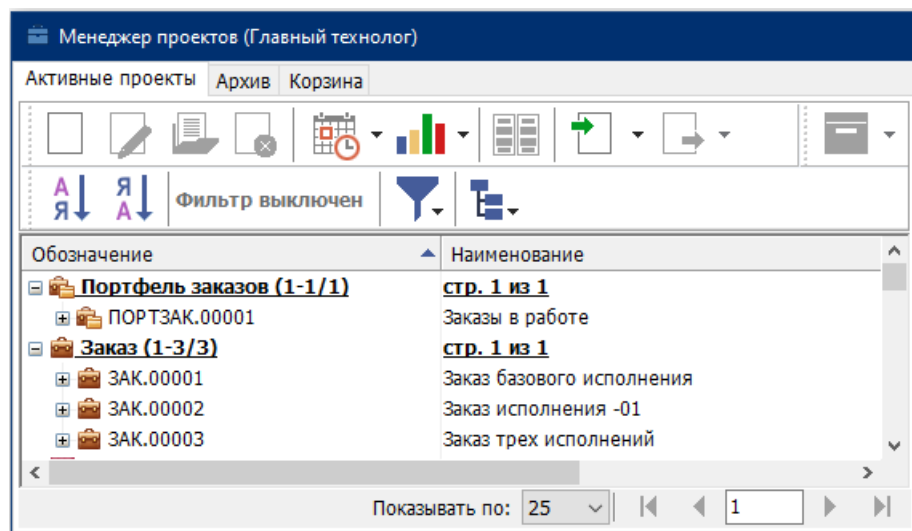 Менеджер проектов (Главный технолог)
Активные проекты Архив Корзина
А Я Я А Фильтр выключен
Обозначение Наименование
Портфель заказов (1-1/1) стр. 1 из 1
ПОРТЗАК.00001 Заказы в работе
Заказ (1-3/3) стр. 1 из 1
ЗАК.00001 Заказ базового исполнения
ЗАК.00002 Заказ исполнения -01
ЗАК.00003 Заказ трех исполнений
Показывать по: 25 1